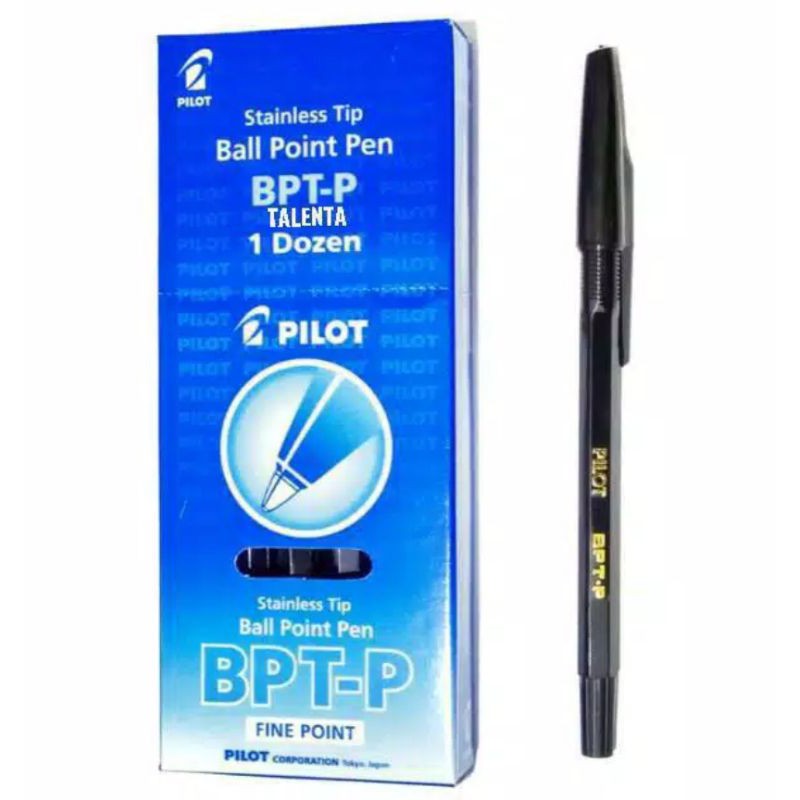 PILOT
Stainless Tip
Ball Point Pen
BPT-P
TALENTA
1 Dozen
PILOT
Stainless Tip
Ball Point Pen
BPT-P
FINE POINT
PILOT CORPORATION Tokyo, Japan
PILOT BPT-P